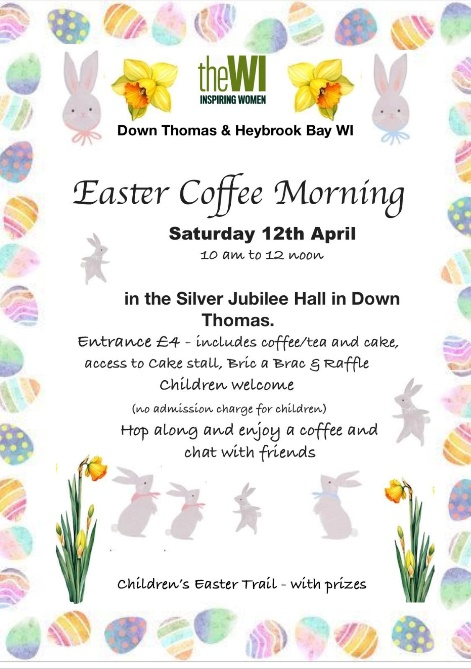 theWI
INSPIRING WOMEN
Down Thomas & Heybrook Bay WI
Easter Coffee Morning
Saturday 12th April
10 am to 12 noon
in the Silver Jubilee Hall in Down
Thomas.
Entrance £4 - includes coffee/tea and cake,
access to Cake stall, Bric a Brac & Raffle
Children welcome
(no admission charge for children)
Hop along and enjoy a coffee and
chat with friends
Children's Easter Trail - with prizes